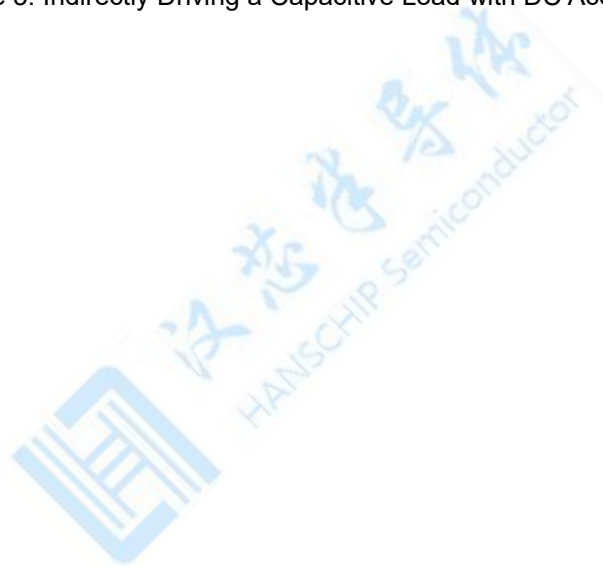 e 3. Indirectly Driving a Capacitive Load with DC Acc
汉芯半导体
HANSCHIP Semiconductor